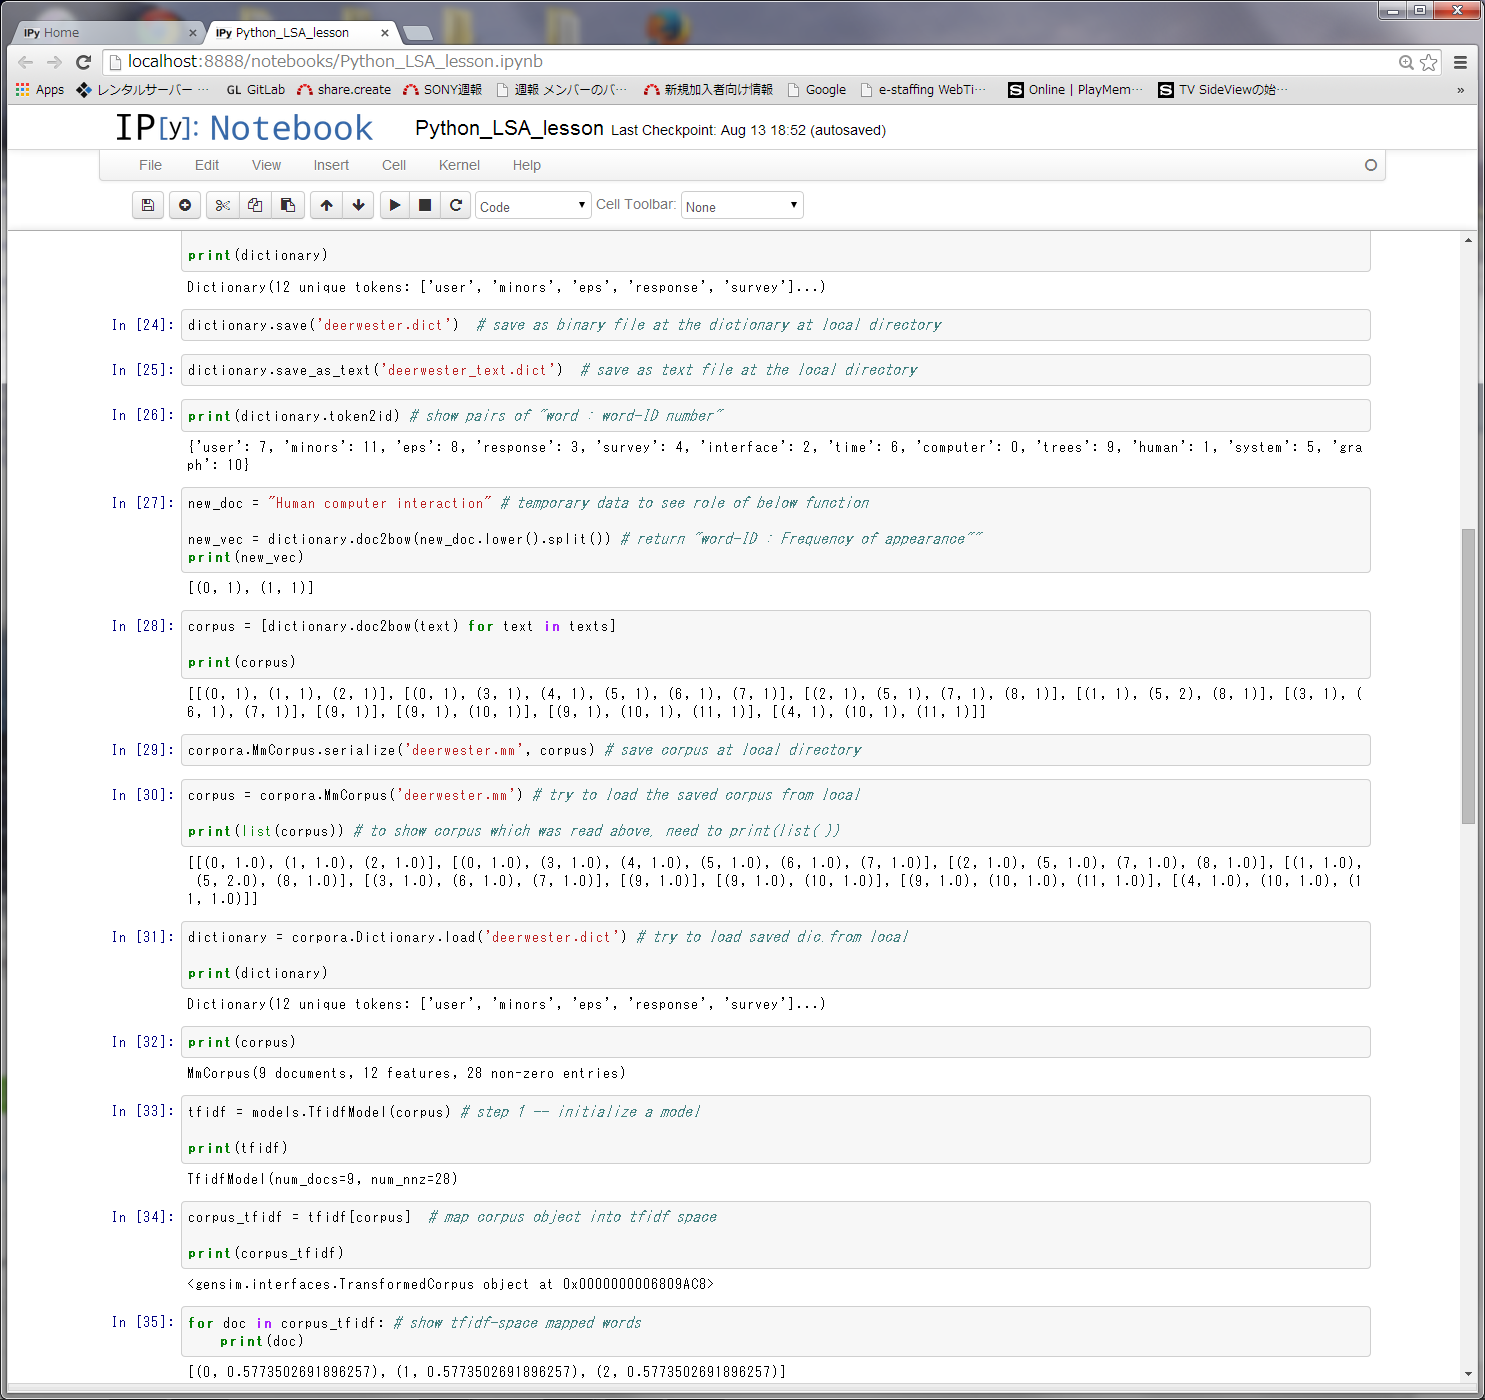 IPy Home
IPy Python_LSA_lesson
localhost:8888/notebooks/Python_LSA_lesson.ipynb
Apps レンタルサーバー … GL GitLab share.create SONY週報 週報 メンバーのバ… 新規加入者向け情報 Google e-staffing WebTi… Online | PlayMem… TV SideViewの始… »
IP[y]: Notebook Python_LSA_lesson Last Checkpoint: Aug 13 18:52 (autosaved)
File Edit View Insert Cell Kernel Help
Code Cell Toolbar: None
print(dictionary)
Dictionary(12 unique tokens: ['user', 'minors', 'eps', 'response', 'survey']...)
In [24]: dictionary.save('deerwester.dict')  # save as binary file at the dictionary at local directory
In [25]: dictionary.save_as_text('deerwester_text.dict')  # save as text file at the local directory
In [26]: print(dictionary.token2id) # show pairs of "word : word-ID number"
{'user': 7, 'minors': 11, 'eps': 8, 'response': 3, 'survey': 4, 'interface': 2, 'time': 6, 'computer': 0, 'trees': 9, 'human': 1, 'system': 5, 'gra
ph': 10}
In [27]: new_doc = "Human computer interaction" # temporary data to see role of below function
new_vec = dictionary.doc2bow(new_doc.lower().split()) # return "word-ID : Frequency of appearance""
print(new_vec)
[(0, 1), (1, 1)]
In [28]: corpus = [dictionary.doc2bow(text) for text in texts]
print(corpus)
[[(0, 1), (1, 1), (2, 1)], [(0, 1), (3, 1), (4, 1), (5, 1), (6, 1), (7, 1)], [(2, 1), (5, 1), (7, 1), (8, 1)], [(1, 1), (5, 2), (8, 1)], [(3, 1), (
6, 1), (7, 1)], [(9, 1)], [(9, 1), (10, 1)], [(9, 1), (10, 1), (11, 1)], [(4, 1), (10, 1), (11, 1)]]
In [29]: corpora.MmCorpus.serialize('deerwester.mm', corpus) # save corpus at local directory
In [30]: corpus = corpora.MmCorpus('deerwester.mm') # try to load the saved corpus from local
print(list(corpus)) # to show corpus which was read above, need to print(list( ))
[[(0, 1.0), (1, 1.0), (2, 1.0)], [(0, 1.0), (3, 1.0), (4, 1.0), (5, 1.0), (6, 1.0), (7, 1.0)], [(2, 1.0), (5, 1.0), (7, 1.0), (8, 1.0)], [(1, 1.0),
(5, 2.0), (8, 1.0)], [(3, 1.0), (6, 1.0), (7, 1.0)], [(9, 1.0)], [(9, 1.0), (10, 1.0)], [(9, 1.0), (10, 1.0), (11, 1.0)], [(4, 1.0), (10, 1.0), (1
1, 1.0)]]
In [31]: dictionary = corpora.Dictionary.load('deerwester.dict') # try to load saved dic.from local
print(dictionary)
Dictionary(12 unique tokens: ['user', 'minors', 'eps', 'response', 'survey']...)
In [32]: print(corpus)
MmCorpus(9 documents, 12 features, 28 non-zero entries)
In [33]: tfidf = models.TfidfModel(corpus) # step 1 -- initialize a model
print(tfidf)
TfidfModel(num_docs=9, num_nnz=28)
In [34]: corpus_tfidf = tfidf[corpus]  # map corpus object into tfidf space
print(corpus_tfidf)
<gensim.interfaces.TransformedCorpus object at 0x0000000006809AC8>
In [35]: for doc in corpus_tfidf: # show tfidf-space mapped words
print(doc)
[(0, 0.5773502691896257), (1, 0.5773502691896257), (2, 0.5773502691896257)]